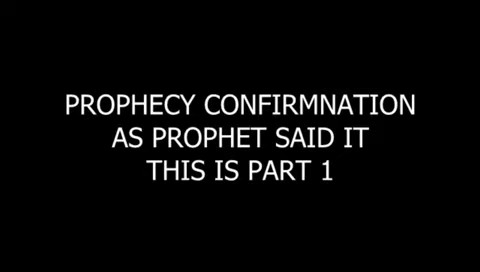 PROPHECY CONFIRMNATION
AS PROPHET SAID IT
THIS IS PART 1